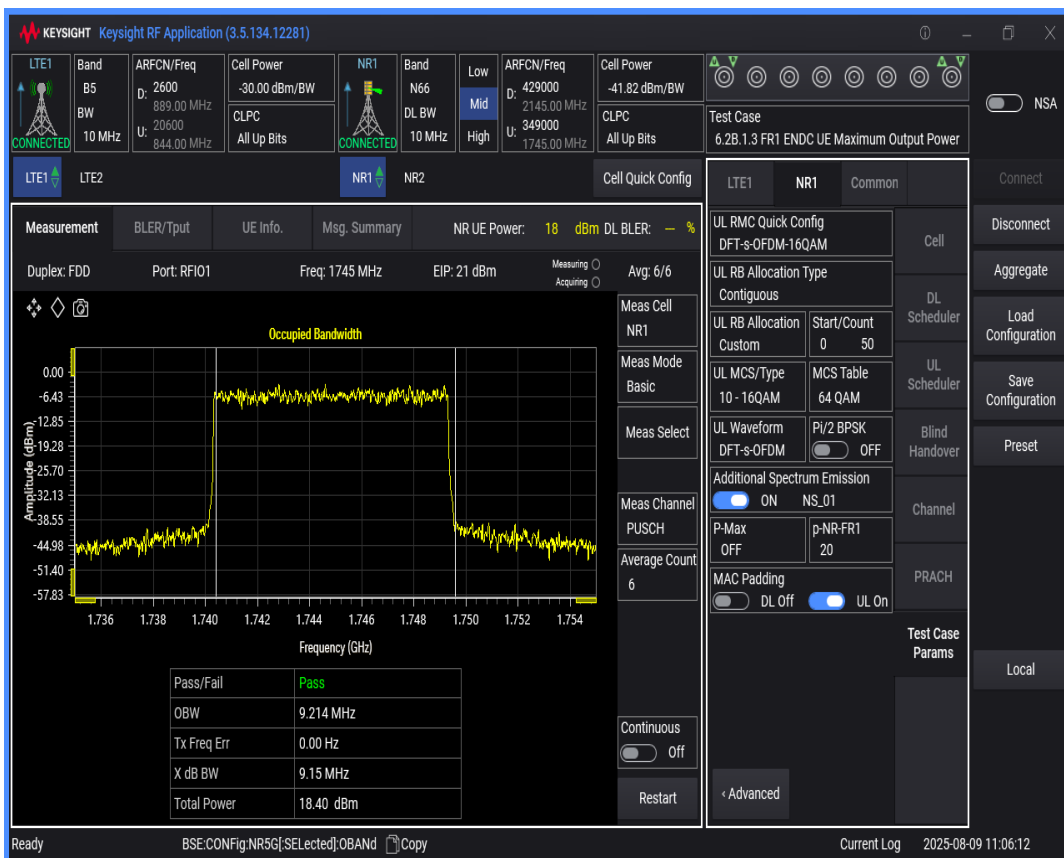 KEYSIGHT Keysight RF Application (3.5.134.12281)
LTE1
CONNECTED
Band
B5
BW
10 MHz
ARFCN/Freq
D: 2600
889.00 MHz
U: 20600
844.00 MHz
Cell Power
-30.00 dBm/BW
CLPC
All Up Bits
NR1
CONNECTED
Band
N66
DL BW
10 MHz
Low
Mid
High
ARFCN/Freq
D: 429000
2145.00 MHz
U: 349000
1745.00 MHz
Cell Power
-41.82 dBm/BW
CLPC
All Up Bits
Test Case
6.2B.1.3 FR1 ENDC UE Maximum Output Power
NSA
LTE1 LTE2 NR1 NR2 Cell Quick Config
Measurement BLER/Tput UE Info. Msg. Summary NR UE Power: 18 dBm DL BLER: — %
Duplex: FDD Port: RFIO1 Freq: 1745 MHz EIP: 21 dBm
Measuring
Acquiring
Avg: 6/6
Occupied Bandwidth
Amplitude (dBm)
0.00
-6.43
-12.85
-19.28
-25.70
-32.13
-38.55
-44.98
-51.40
-57.83
1.736 1.738 1.740 1.742 1.744 1.746 1.748 1.750 1.752 1.754
Frequency (GHz)
Pass/Fail Pass
OBW 9.214 MHz
Tx Freq Err 0.00 Hz
X dB BW 9.15 MHz
Total Power 18.40 dBm
Meas Cell
NR1
Meas Mode
Basic
Meas Select
Meas Channel
PUSCH
Average Count
6
Continuous
Off
Restart
LTE1 NR1 Common
UL RMC Quick Config
DFT-s-OFDM-16QAM
UL RB Allocation Type
Contiguous
UL RB Allocation
Custom
Start/Count
0 50
UL MCS/Type
10 - 16QAM
MCS Table
64 QAM
UL Waveform
DFT-s-OFDM
Pi/2 BPSK
OFF
Additional Spectrum Emission
ON NS_01
P-Max
OFF
p-NR-FR1
20
MAC Padding
DL Off UL On
‹ Advanced
Cell
DL
Scheduler
UL
Scheduler
Blind
Handover
Channel
PRACH
Test Case
Params
Connect
Disconnect
Aggregate
Load
Configuration
Save
Configuration
Preset
Local
Ready BSE:CONFig:NR5G[:SELected]:OBANd Copy Current Log 2025-08-09 11:06:12